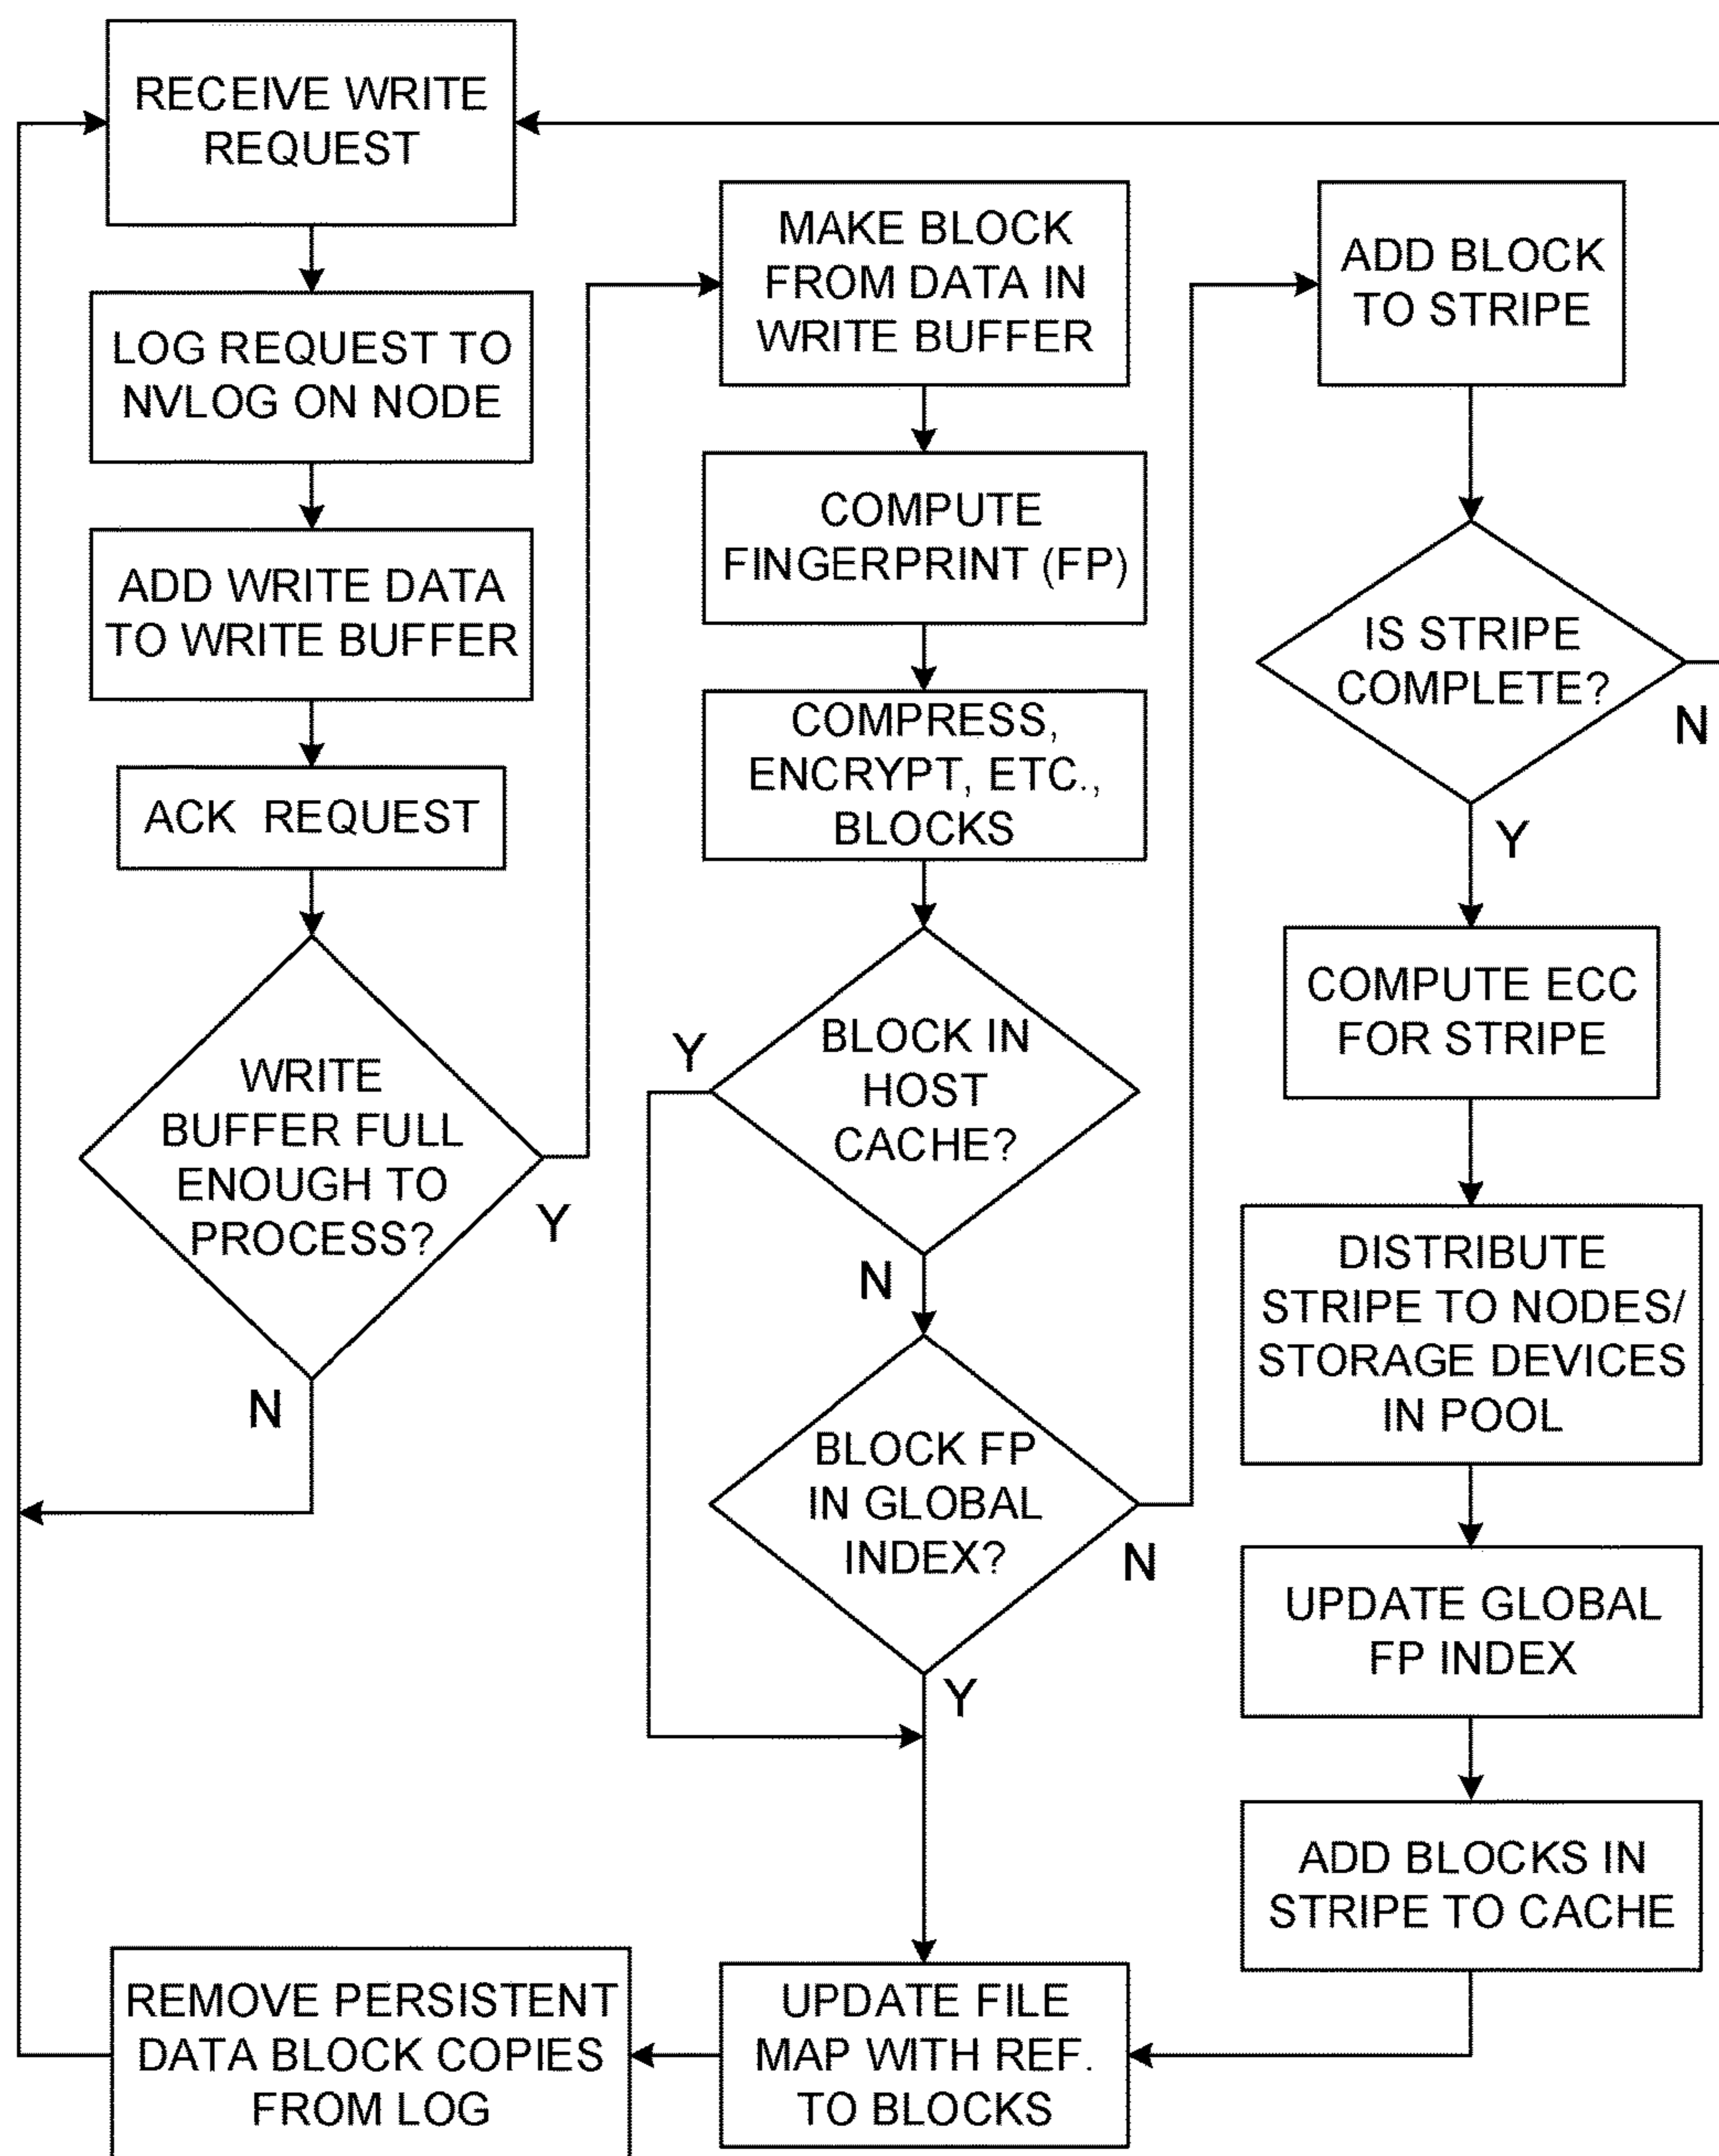 RECEIVE WRITE
REQUEST
LOG REQUEST TO
NVLOG ON NODE
ADD WRITE DATA
TO WRITE BUFFER
ACK REQUEST
WRITE
BUFFER FULL
ENOUGH TO
PROCESS?
Y
N
MAKE BLOCK
FROM DATA IN
WRITE BUFFER
COMPUTE
FINGERPRINT (FP)
COMPRESS,
ENCRYPT, ETC.,
BLOCKS
BLOCK IN
HOST
CACHE?
Y
N
BLOCK FP
IN GLOBAL
INDEX?
N
Y
ADD BLOCK
TO STRIPE
IS STRIPE
COMPLETE?
N
Y
COMPUTE ECC
FOR STRIPE
DISTRIBUTE
STRIPE TO NODES/
STORAGE DEVICES
IN POOL
UPDATE GLOBAL
FP INDEX
ADD BLOCKS IN
STRIPE TO CACHE
UPDATE FILE
MAP WITH REF.
TO BLOCKS
REMOVE PERSISTENT
DATA BLOCK COPIES
FROM LOG